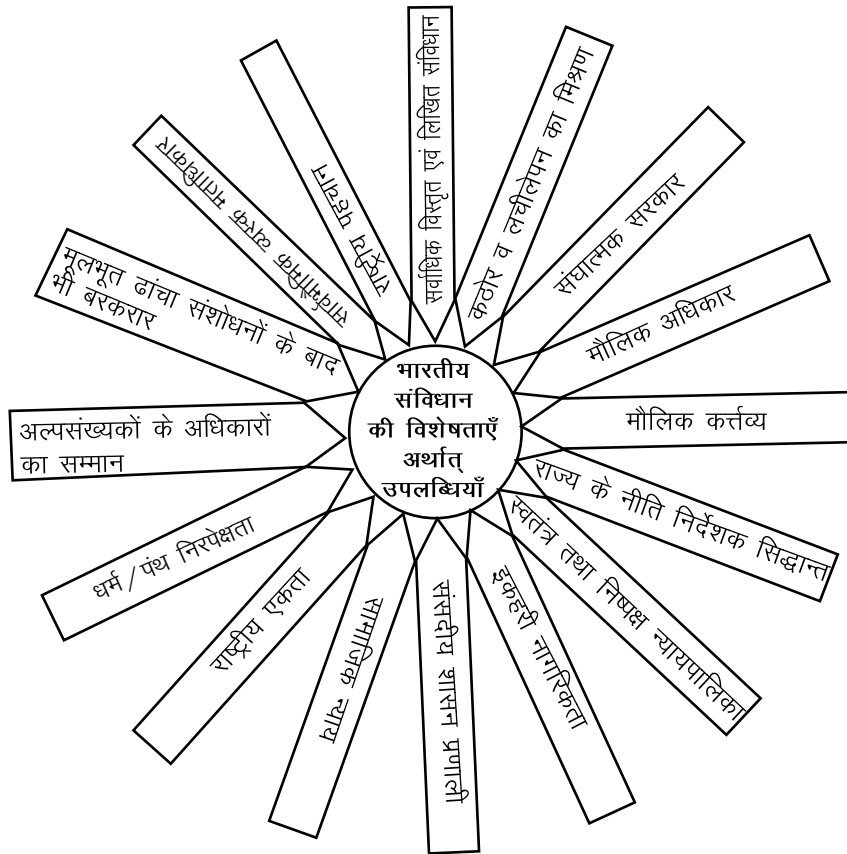 भारतीय
संविधान
की विशेषताएँ
अर्थात्
उपलब्धियाँ
सर्वाधिक विस्तृत एवं लिखित संविधान
कठोर व लचीलेपन का मिश्रण
संघात्मक सरकार
मौलिक अधिकार
मौलिक कर्त्तव्य
राज्य के नीति निर्देशक सिद्धान्त
स्वतंत्र तथा निष्पक्ष न्यायपालिका
इकहरी नागरिकता
संसदीय शासन प्रणाली
सामाजिक न्याय
राष्ट्रीय एकता
धर्म/पंथ निरपेक्षता
अल्पसंख्यकों के अधिकारों
का सम्मान
मूलभूत ढांचा संशोधनों के बाद
भी बरकरार
सार्वभौमिक व्यस्क मताधिकार
राष्ट्रीय पहचान